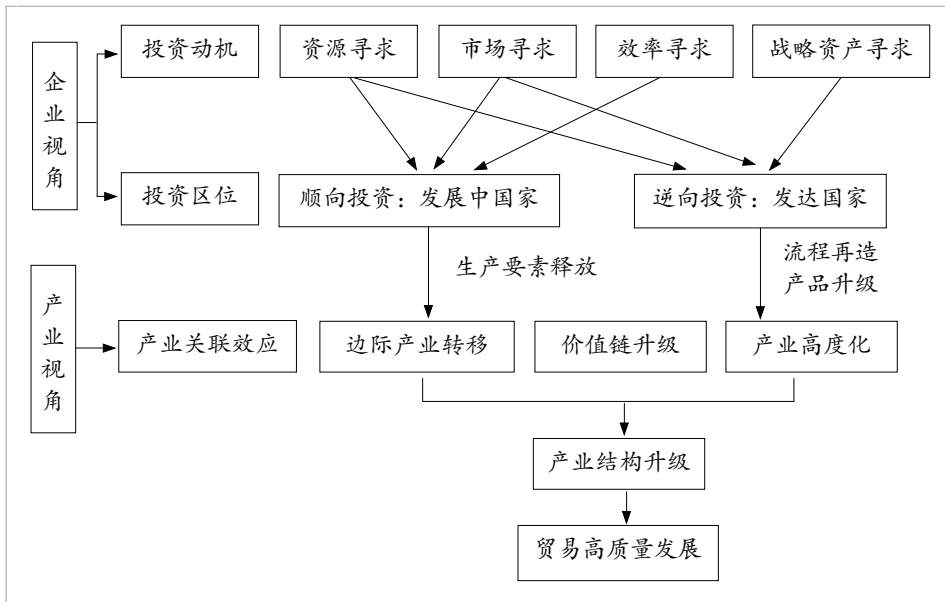 企业视角
投资动机
资源寻求
市场寻求
效率寻求
战略资产寻求
投资区位
顺向投资：发展中国家
逆向投资：发达国家
生产要素释放
流程再造
产品升级
产业视角
产业关联效应
边际产业转移
价值链升级
产业高度化
产业结构升级
贸易高质量发展